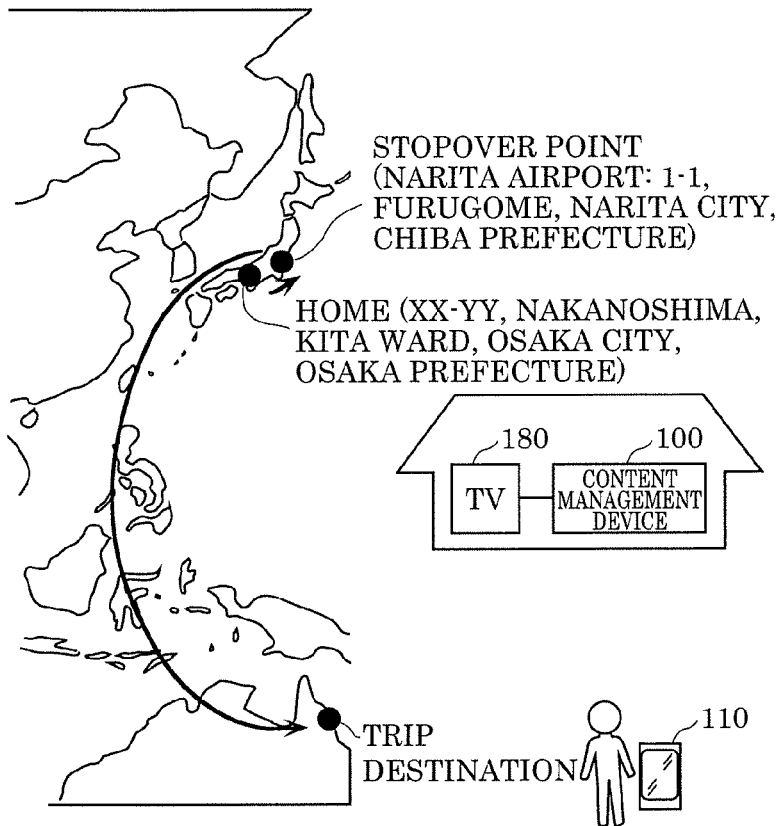 STOPOVER POINT
(NARITA AIRPORT: 1-1,
FURUGOME, NARITA CITY,
CHIBA PREFECTURE)
HOME (XX-YY, NAKANOSHIMA,
KITA WARD, OSAKA CITY,
OSAKA PREFECTURE)
180
100
TV
CONTENT
MANAGEMENT
DEVICE
110
TRIP
DESTINATION